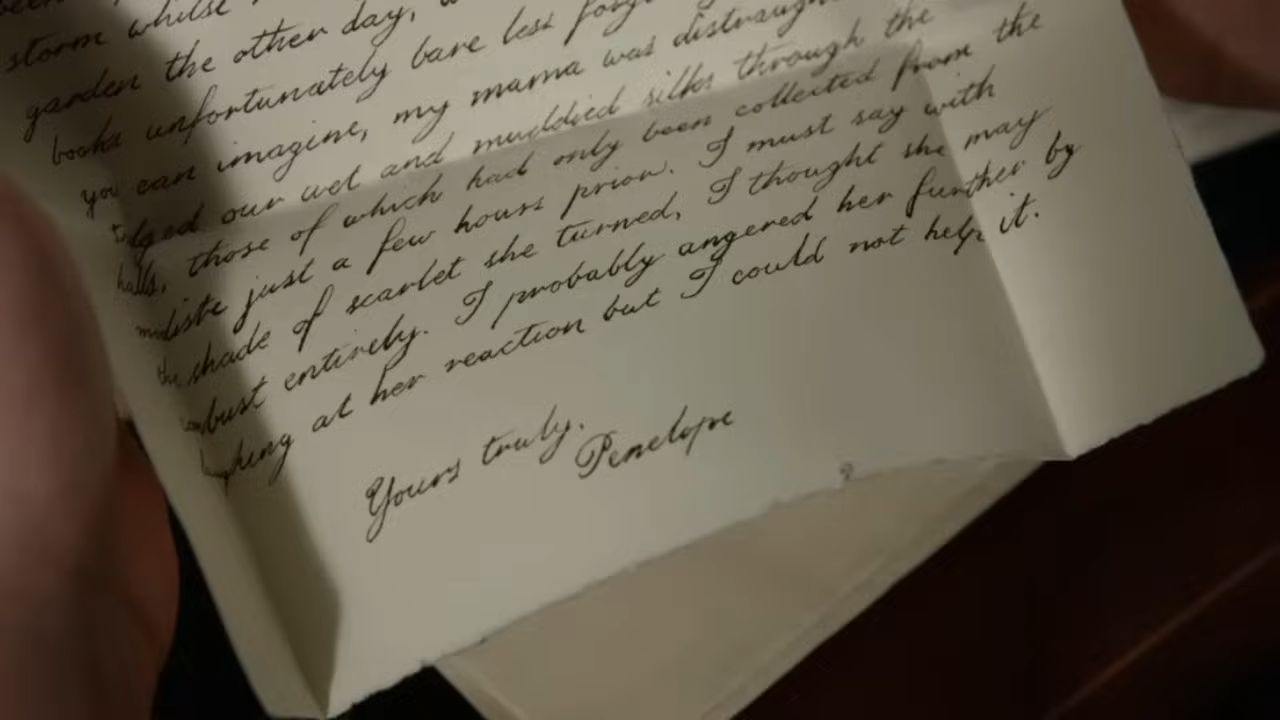 storm whilst
garden the other day,
books unfortunately bare less
you can imagine, my mama was distraught
our wet and muddied silks through the
halls, those of which had only been collected from the
modiste just a few hours prior. I must say with
the shade of scarlet she turned, I thought she may
combust entirely. I probably angered her further by
laughing at her reaction but I could not help it.
Yours truly,
Penelope